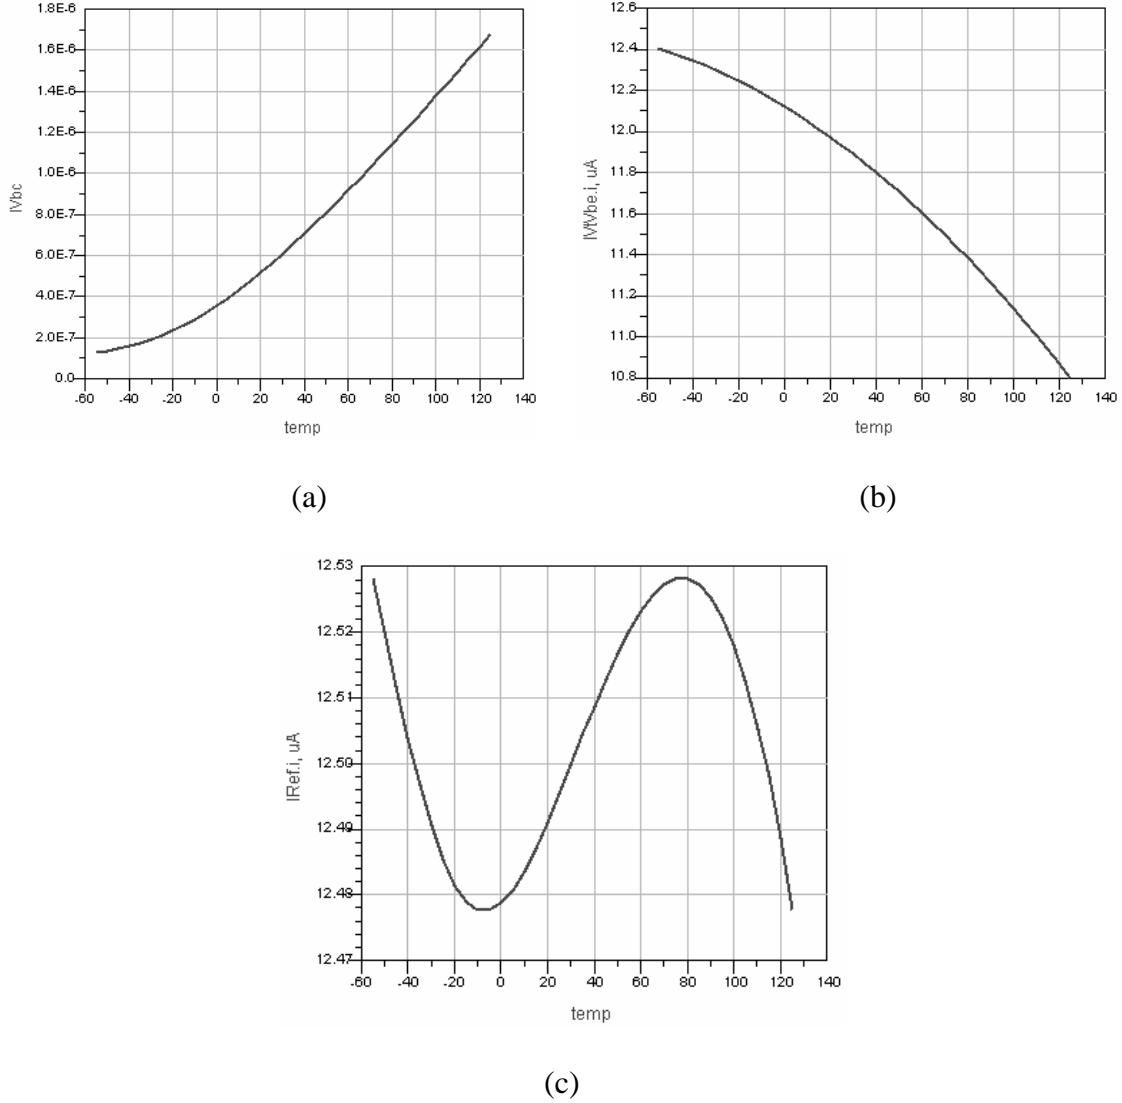 1.8E-6
1.6E-6
1.4E-6
1.2E-6
1.0E-6
8.0E-7
6.0E-7
4.0E-7
2.0E-7
0.0
IVbc
-60 -40 -20 0 20 40 60 80 100 120 140
temp
(a)
12.6
12.4
12.2
12.0
11.8
11.6
11.4
11.2
11.0
10.8
IVtVbe.i, uA
-60 -40 -20 0 20 40 60 80 100 120 140
temp
(b)
12.53
12.52
12.51
12.50
12.49
12.48
12.47
IRef.i, uA
-60 -40 -20 0 20 40 60 80 100 120 140
temp
(c)